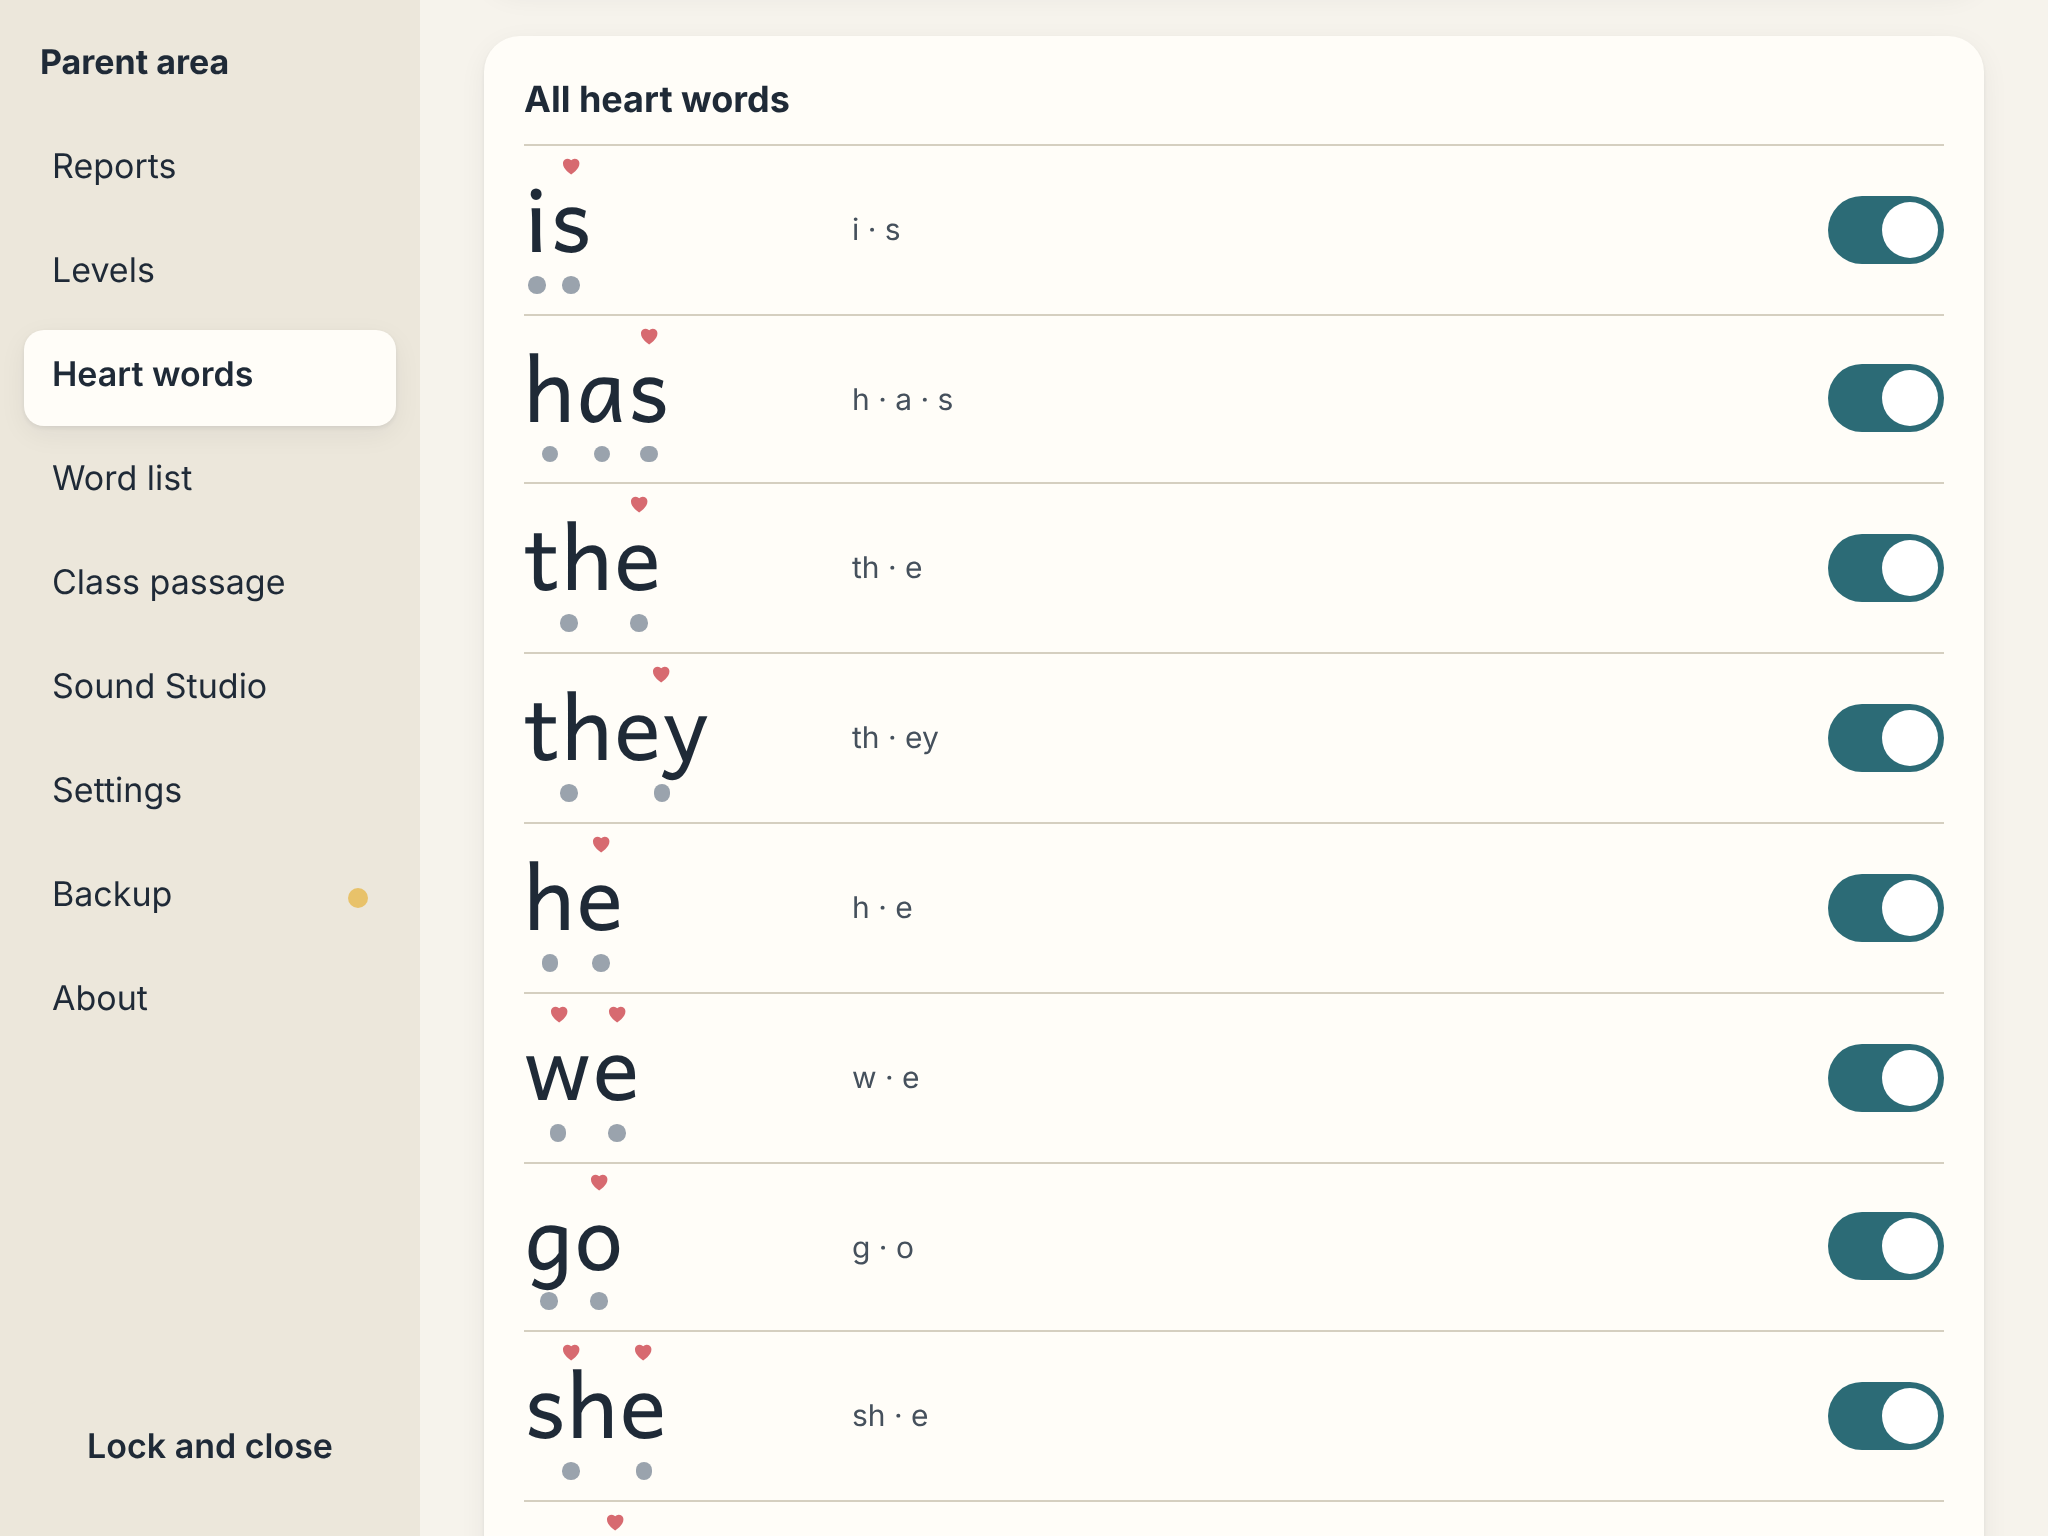 Parent area
Reports
Levels
Heart words
Word list
Class passage
Sound Studio
Settings
Backup
About
Lock and close
All heart words
is i · s
has h · a · s
the th · e
they th · ey
he h · e
we w · e
go g · o
she sh · e